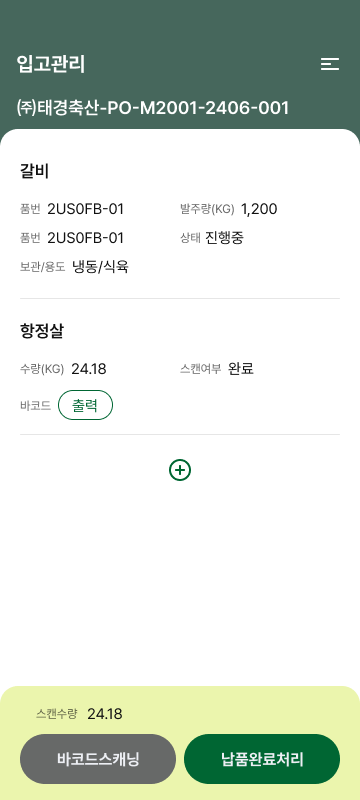 입고관리
㈜태경축산-PO-M2001-2406-001
갈비
품번 2US0FB-01 발주량(KG) 1,200
품번 2US0FB-01 상태 진행중
보관/용도 냉동/식육
항정살
수량(KG) 24.18 스캔여부 완료
바코드 출력
스캔수량 24.18
바코드스캐닝 납품완료처리